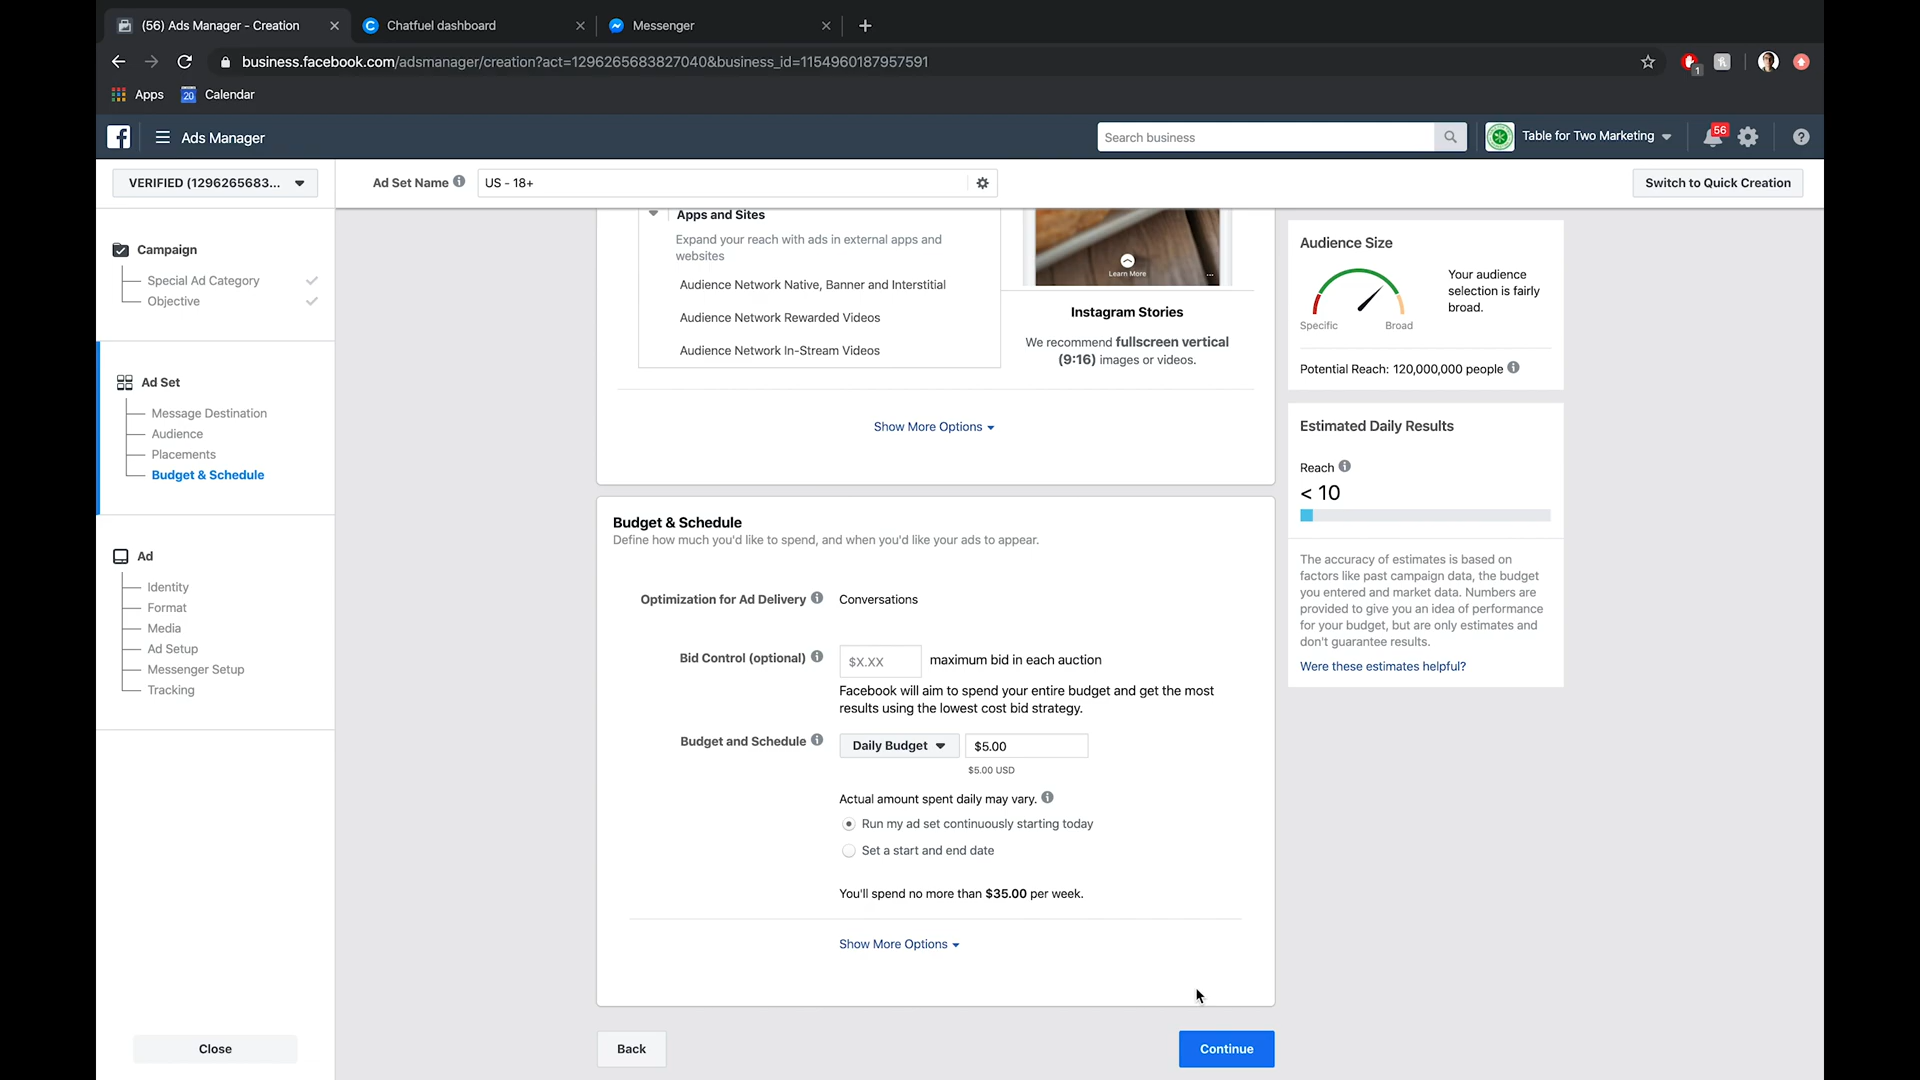 (56) Ads Manager - Creation
Chatfuel dashboard
Messenger
business.facebook.com/adsmanager/creation?act=1296265683827040&business_id=1154960187957591
1
Apps
20
Calendar
Ads Manager
Search business
Table for Two Marketing
56
VERIFIED (1296265683...
Ad Set Name
US - 18+
Switch to Quick Creation
Campaign
Special Ad Category
Objective
Ad Set
Message Destination
Audience
Placements
Budget & Schedule
Ad
Identity
Format
Media
Ad Setup
Messenger Setup
Tracking
Close
Apps and Sites
Expand your reach with ads in external apps and
websites
Audience Network Native, Banner and Interstitial
Audience Network Rewarded Videos
Audience Network In-Stream Videos
Learn More
...
Instagram Stories
We recommend fullscreen vertical
(9:16) images or videos.
Show More Options
Budget & Schedule
Define how much you'd like to spend, and when you'd like your ads to appear.
Optimization for Ad Delivery
Conversations
Bid Control (optional)
$X.XX
maximum bid in each auction
Facebook will aim to spend your entire budget and get the most
results using the lowest cost bid strategy.
Budget and Schedule
Daily Budget
$5.00
$5.00 USD
Actual amount spent daily may vary.
Run my ad set continuously starting today
Set a start and end date
You'll spend no more than $35.00 per week.
Show More Options
Back
Continue
Audience Size
Specific
Broad
Your audience
selection is fairly
broad.
Potential Reach: 120,000,000 people
Estimated Daily Results
Reach
< 10
The accuracy of estimates is based on
factors like past campaign data, the budget
you entered and market data. Numbers are
provided to give you an idea of performance
for your budget, but are only estimates and
don't guarantee results.
Were these estimates helpful?